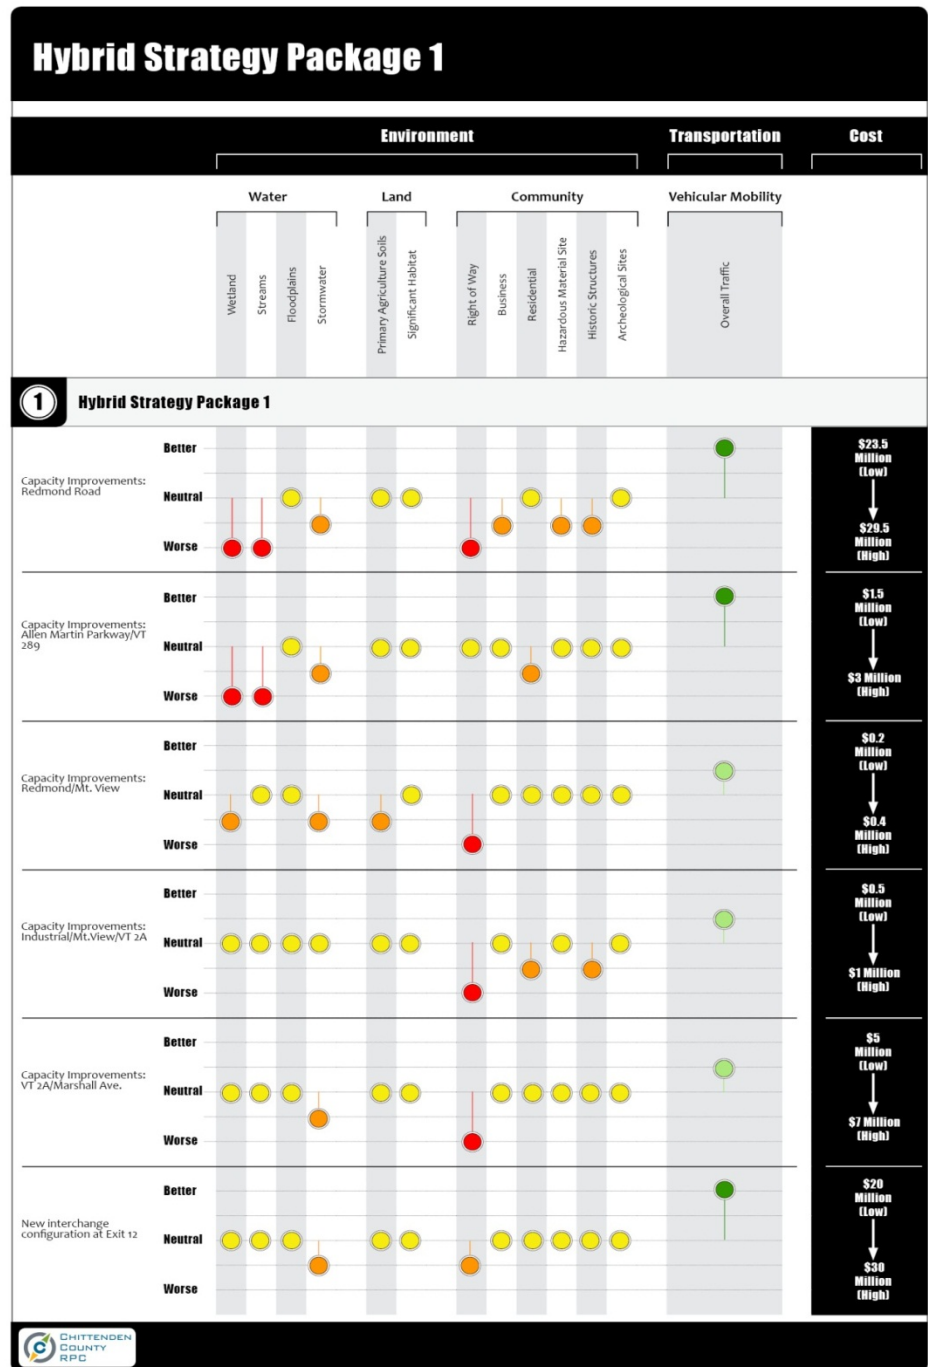 Hybrid Strategy Package 1
Environment
Transportation
Cost
Water
Land
Community
Vehicular Mobility
Wetland
Streams
Floodplains
Stormwater
Primary Agriculture Soils
Significant Habitat
Right of Way
Business
Residential
Hazardous Material Site
Historic Structures
Archeological Sites
Overall Traffic
1
Hybrid Strategy Package 1
Capacity Improvements:
Redmond Road
Better
Neutral
Worse
$23.5
Million
(Low)
$29.5
Million
(High)
Capacity Improvements:
Allen Martin Parkway/VT
289
Better
Neutral
Worse
$1.5
Million
(Low)
$3 Million
(High)
Capacity Improvements:
Redmond/Mt. View
Better
Neutral
Worse
$0.2
Million
(Low)
$0.4
Million
(High)
Capacity Improvements:
Industrial/Mt.View/VT 2A
Better
Neutral
Worse
$0.5
Million
(Low)
$1 Million
(High)
Capacity Improvements:
VT 2A/Marshall Ave.
Better
Neutral
Worse
$5
Million
(Low)
$7 Million
(High)
New interchange
configuration at Exit 12
Better
Neutral
Worse
$20
Million
(Low)
$30
Million
(High)
C
CHITTENDEN
COUNTY
RPC